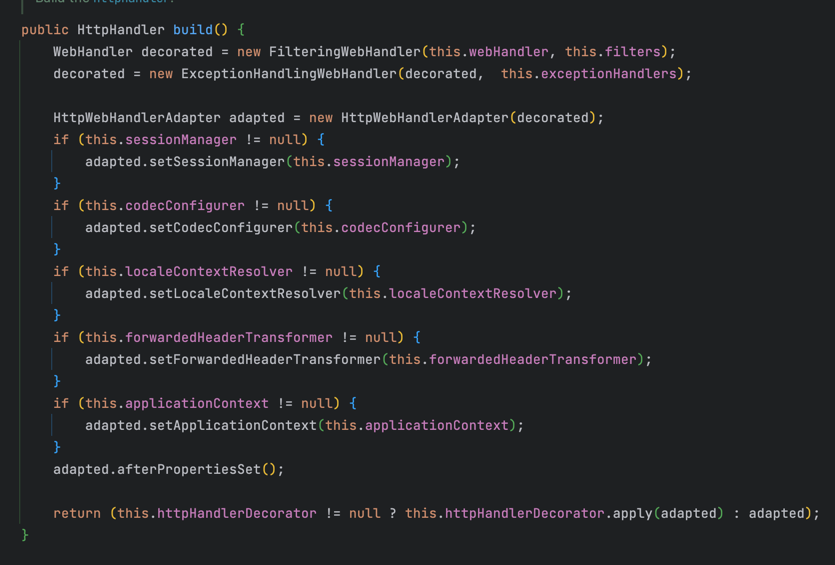 Build the HttpHandler.
public HttpHandler build() {
    WebHandler decorated = new FilteringWebHandler(this.webHandler, this.filters);
    decorated = new ExceptionHandlingWebHandler(decorated,  this.exceptionHandlers);

    HttpWebHandlerAdapter adapted = new HttpWebHandlerAdapter(decorated);
    if (this.sessionManager != null) {
        adapted.setSessionManager(this.sessionManager);
    }
    if (this.codecConfigurer != null) {
        adapted.setCodecConfigurer(this.codecConfigurer);
    }
    if (this.localeContextResolver != null) {
        adapted.setLocaleContextResolver(this.localeContextResolver);
    }
    if (this.forwardedHeaderTransformer != null) {
        adapted.setForwardedHeaderTransformer(this.forwardedHeaderTransformer);
    }
    if (this.applicationContext != null) {
        adapted.setApplicationContext(this.applicationContext);
    }
    adapted.afterPropertiesSet();

    return (this.httpHandlerDecorator != null ? this.httpHandlerDecorator.apply(adapted) : adapted);
}